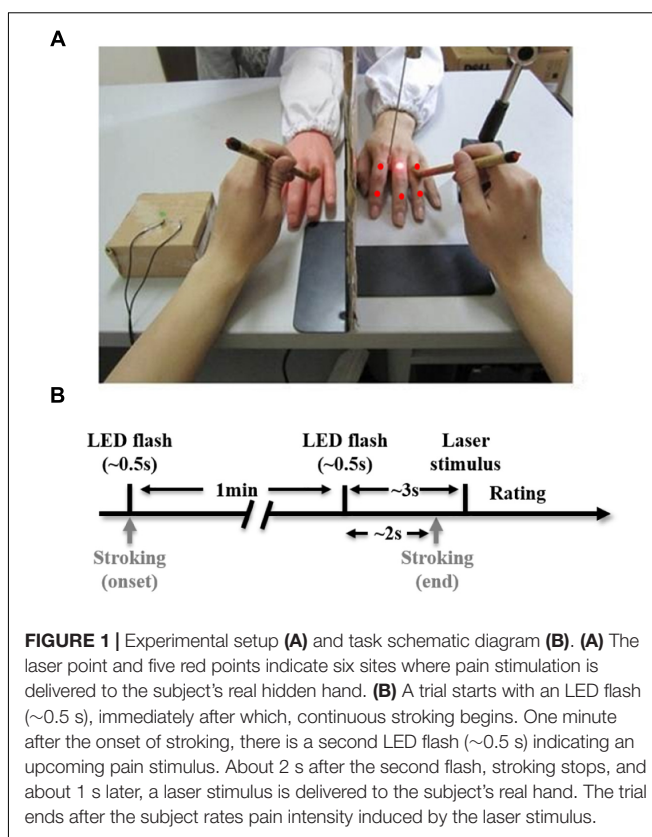 A
DELL
B
LED flash LED flash Laser
(~0.5s) (~0.5s) stimulus
1min ~3s Rating
~2s
Stroking Stroking
(onset) (end)
FIGURE 1 | Experimental setup (A) and task schematic diagram (B). (A) The
laser point and five red points indicate six sites where pain stimulation is
delivered to the subject's real hidden hand. (B) A trial starts with an LED flash
(~0.5 s), immediately after which, continuous stroking begins. One minute
after the onset of stroking, there is a second LED flash (~0.5 s) indicating an
upcoming pain stimulus. About 2 s after the second flash, stroking stops, and
about 1 s later, a laser stimulus is delivered to the subject's real hand. The trial
ends after the subject rates pain intensity induced by the laser stimulus.